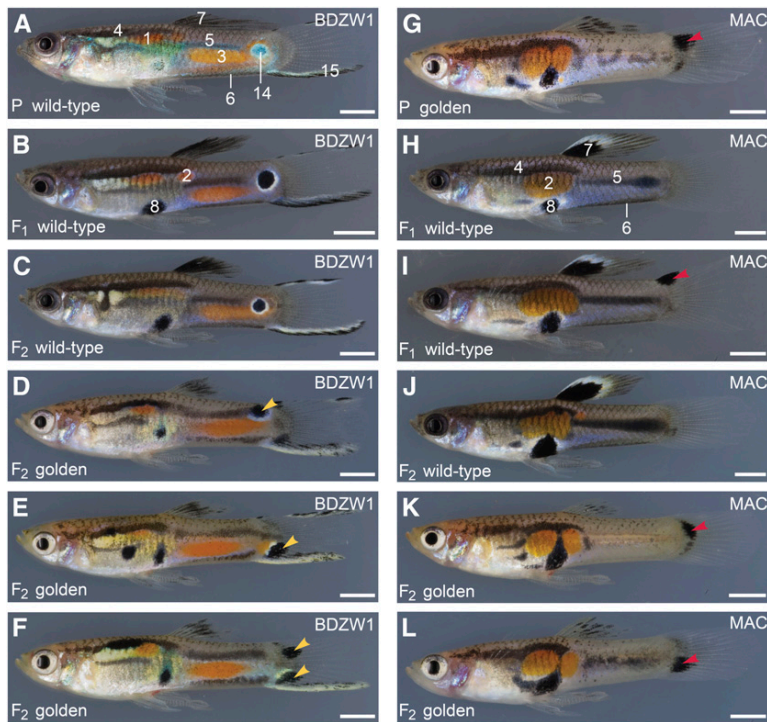 A
BDZW1
7
4
1
5
3
15
6
14
P wild-type
B
BDZW1
2
8
F1 wild-type
C
BDZW1
F2 wild-type
D
BDZW1
F2 golden
E
BDZW1
F2 golden
F
BDZW1
F2 golden
G
MAC
P golden
H
MAC
7
4
2
5
8
6
F1 wild-type
I
MAC
F1 wild-type
J
MAC
F2 wild-type
K
MAC
F2 golden
L
MAC
F2 golden